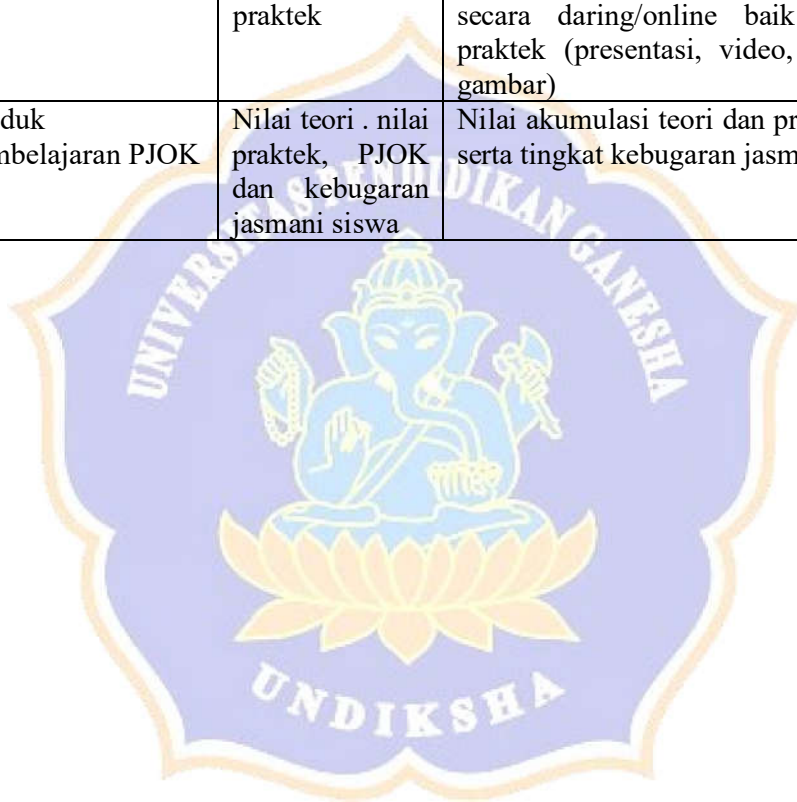 praktek secara daring/online baik
praktek (presentasi, video,
gambar)
duk Nilai teori . nilai Nilai akumulasi teori dan pr
mbelajaran PJOK praktek, PJOK serta tingkat kebugaran jasm
dan kebugaran
jasmani siswa
UNIVERSITAS PENDIDIKAN GANESHA
UNDIKSHA